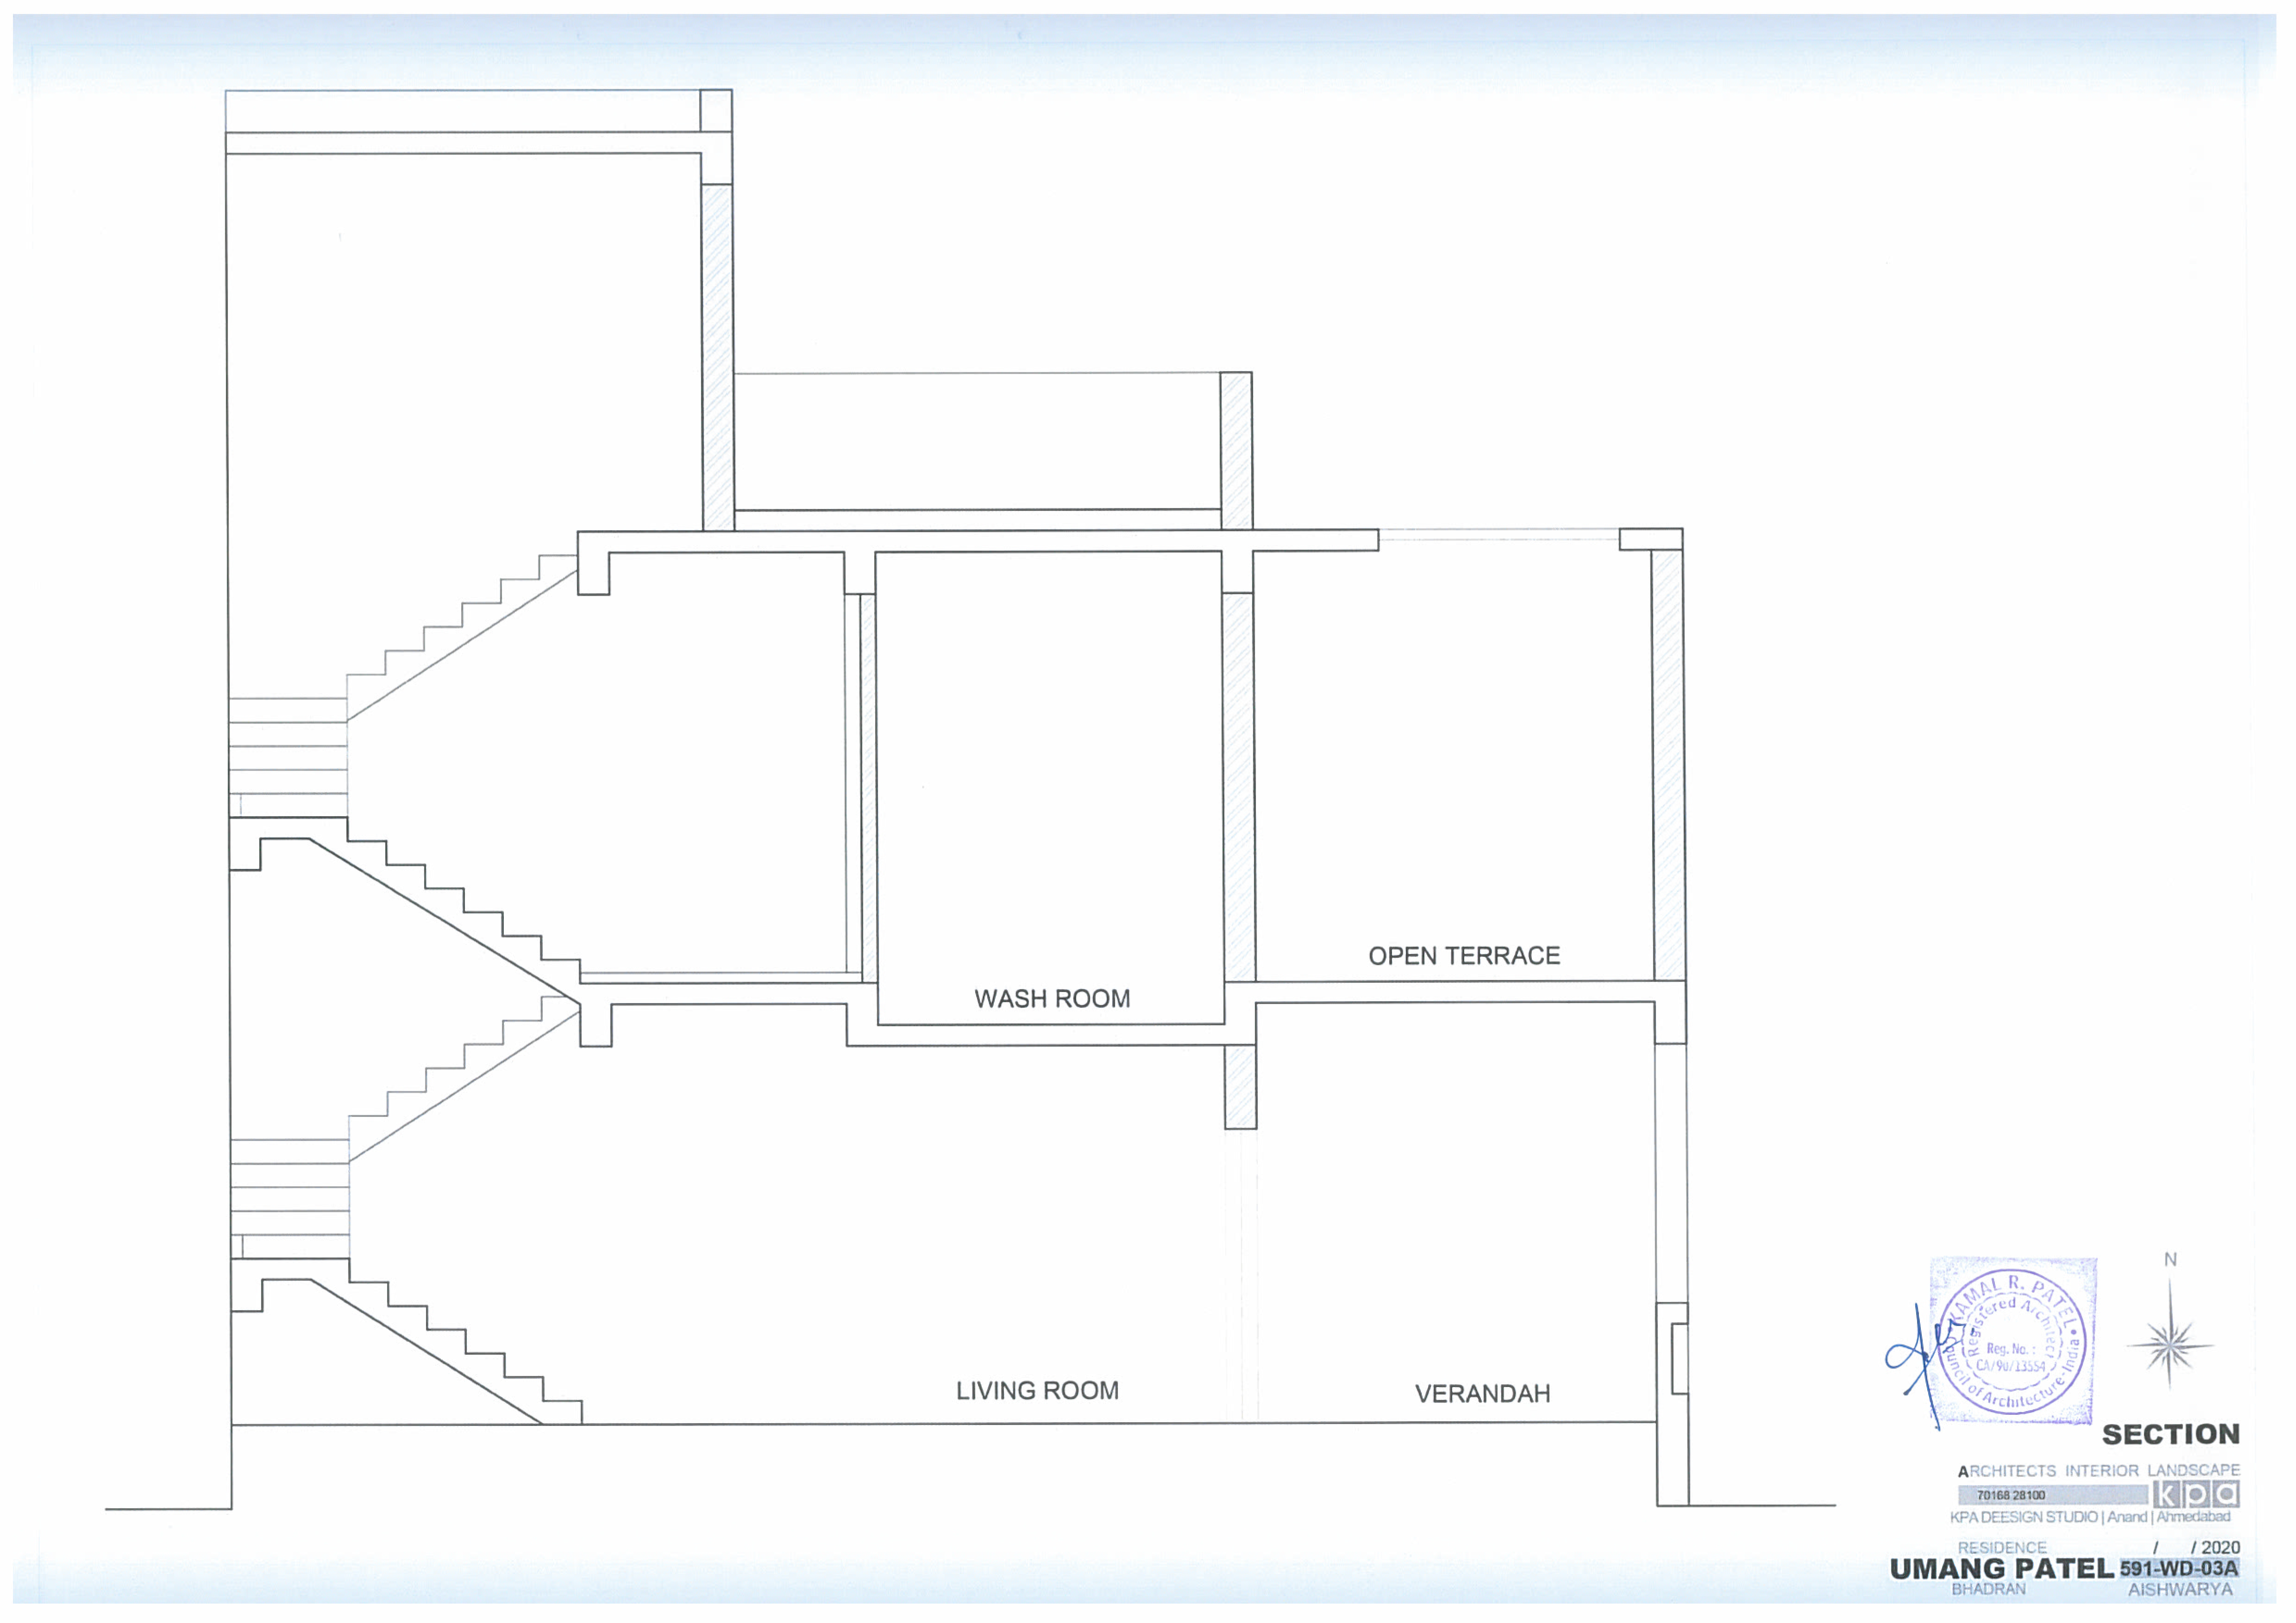 OPEN TERRACE
WASH ROOM
LIVING ROOM
VERANDAH
N
KAMAL R. PATEL
Registered Architect
Reg. No. :
CA/90/13554
Council of Architecture-India
SECTION
ARCHITECTS INTERIOR LANDSCAPE
70168 28100
kpa
KPA DEESIGN STUDIO | Anand | Ahmedabad
RESIDENCE / / 2020
UMANG PATEL 591-WD-03A
BHADRAN AISHWARYA